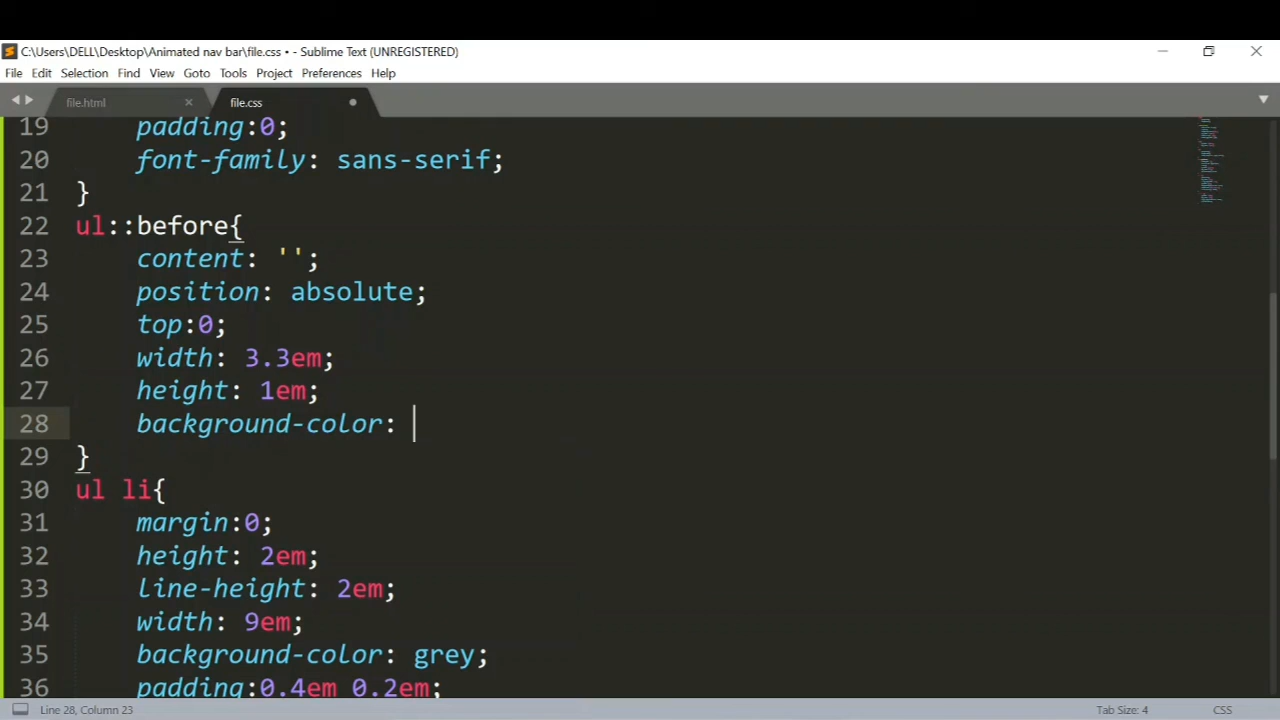 C:\Users\DELL\Desktop\Animated nav bar\file.css • - Sublime Text (UNREGISTERED)
File Edit Selection Find View Goto Tools Project Preferences Help
file.html file.css
19 padding:0;
20 font-family: sans-serif;
21 }
22 ul::before{
23 content: '';
24 position: absolute;
25 top:0;
26 width: 3.3em;
27 height: 1em;
28 background-color:
29 }
30 ul li{
31 margin:0;
32 height: 2em;
33 line-height: 2em;
34 width: 9em;
35 background-color: grey;
36 padding:0.4em 0.2em;
Line 28, Column 23 Tab Size: 4 CSS